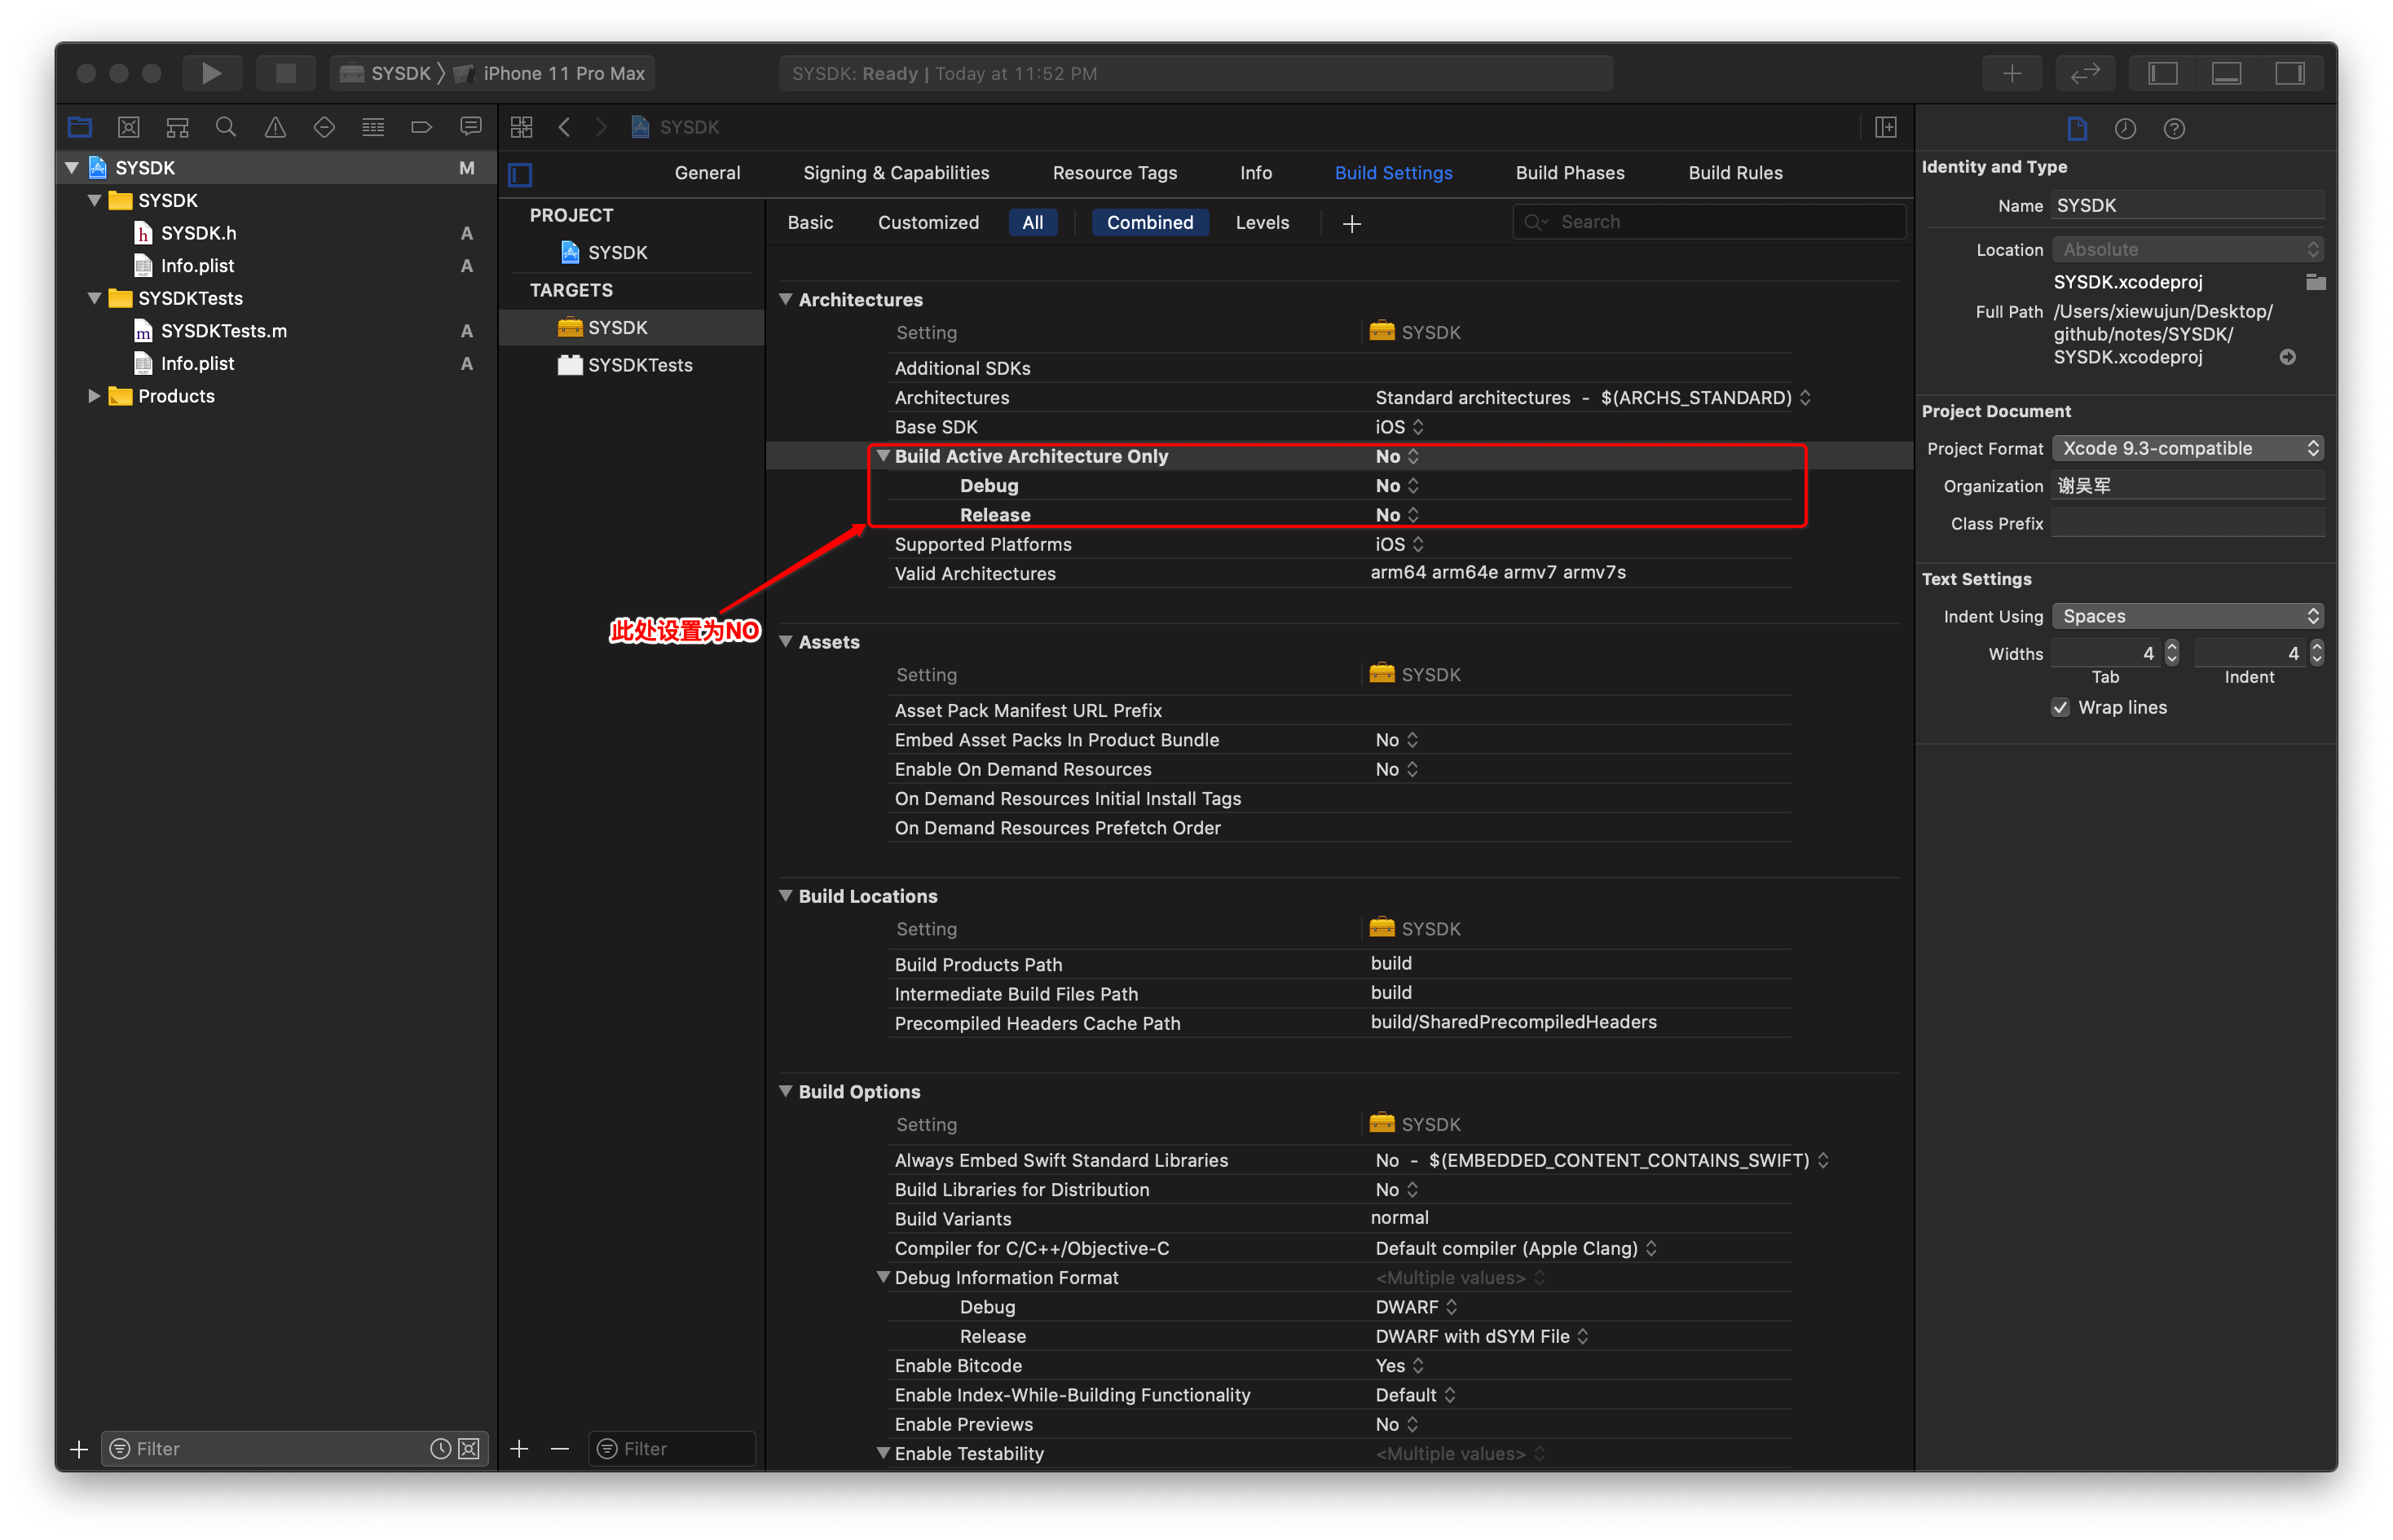 SYSDK 〉 iPhone 11 Pro Max
SYSDK: Ready | Today at 11:52 PM
SYSDK M
SYSDK
SYSDK.h A
Info.plist A
SYSDKTests
SYSDKTests.m A
Info.plist A
Products
Filter
SYSDK
General Signing & Capabilities Resource Tags Info Build Settings Build Phases Build Rules
PROJECT
SYSDK
TARGETS
SYSDK
SYSDKTests
Filter
Basic Customized All Combined Levels Search
Architectures
Setting SYSDK
Additional SDKs
Architectures Standard architectures - $(ARCHS_STANDARD)
Base SDK iOS
Build Active Architecture Only No
Debug No
Release No
Supported Platforms iOS
Valid Architectures arm64 arm64e armv7 armv7s
此处设置为NO
Assets
Setting SYSDK
Asset Pack Manifest URL Prefix
Embed Asset Packs In Product Bundle No
Enable On Demand Resources No
On Demand Resources Initial Install Tags
On Demand Resources Prefetch Order
Build Locations
Setting SYSDK
Build Products Path build
Intermediate Build Files Path build
Precompiled Headers Cache Path build/SharedPrecompiledHeaders
Build Options
Setting SYSDK
Always Embed Swift Standard Libraries No - $(EMBEDDED_CONTENT_CONTAINS_SWIFT)
Build Libraries for Distribution No
Build Variants normal
Compiler for C/C++/Objective-C Default compiler (Apple Clang)
Debug Information Format <Multiple values>
Debug DWARF
Release DWARF with dSYM File
Enable Bitcode Yes
Enable Index-While-Building Functionality Default
Enable Previews No
Enable Testability <Multiple values>
Identity and Type
Name SYSDK
Location Absolute
SYSDK.xcodeproj
Full Path /Users/xiewujun/Desktop/
github/notes/SYSDK/
SYSDK.xcodeproj
Project Document
Project Format Xcode 9.3-compatible
Organization 谢吴军
Class Prefix
Text Settings
Indent Using Spaces
Widths 4 4
Tab Indent
Wrap lines